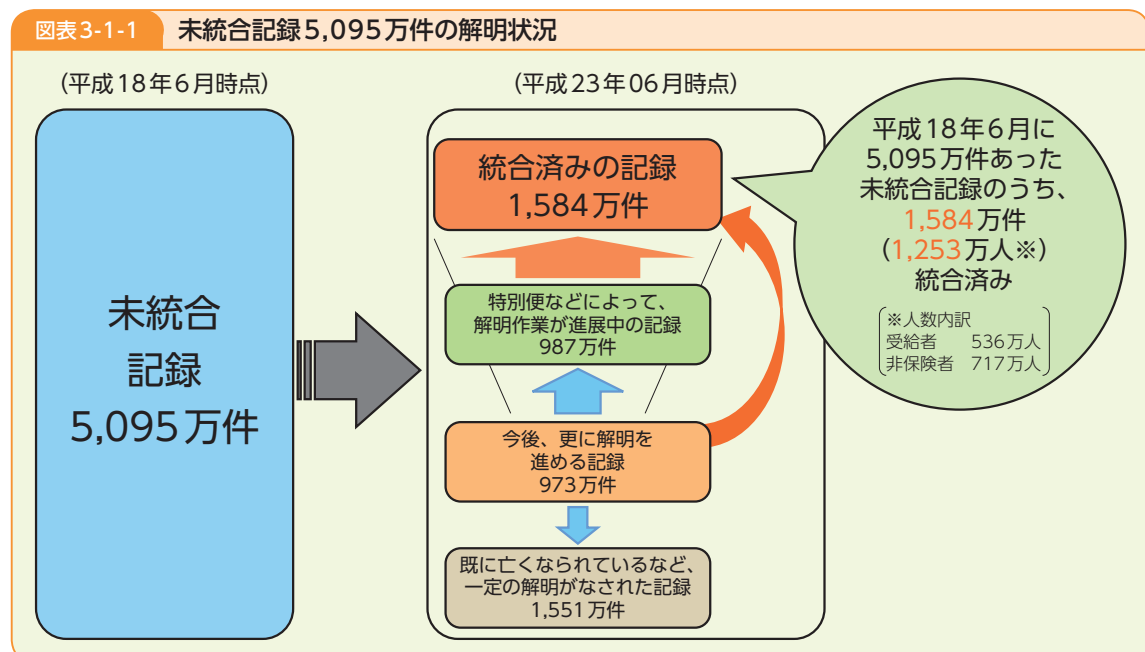 図表3-1-1 未統合記録5,095万件の解明状況
(平成18年6月時点)
未統合
記録
5,095万件
(平成23年06月時点)
統合済みの記録
1,584万件
特別便などによって、
解明作業が進展中の記録
987万件
今後、更に解明を
進める記録
973万件
既に亡くなられているなど、
一定の解明がなされた記録
1,551万件
平成18年6月に
5,095万件あった
未統合記録のうち、
1,584万件
(1,253万人※)
統合済み
※人数内訳
受給者 536万人
非保険者 717万人